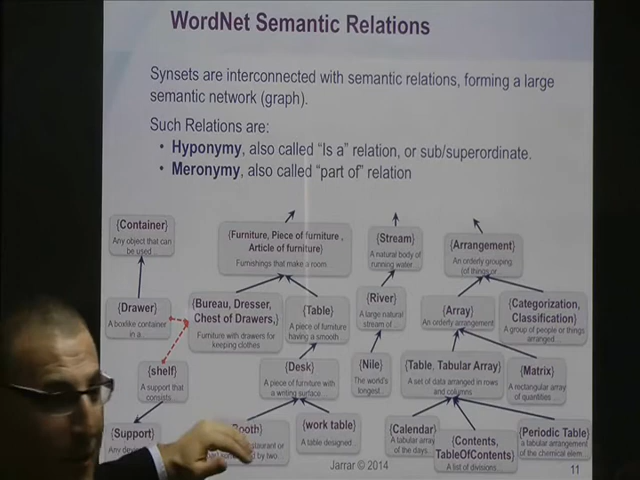 WordNet Semantic Relations
Synsets are interconnected with semantic relations, forming a large
semantic network (graph).
Such Relations are:
• Hyponymy, also called "Is a" relation, or sub/superordinate.
• Meronymy, also called "part of" relation
{Container}
Any object that can
be used...
{Furniture, Piece of furniture ,
Article of furniture}
Furnishings that make a room
{Stream}
A natural body of
running water
{Arrangement}
An orderly grouping
(of things or
{Drawer}
A boxlike container
in a...
{Bureau, Dresser,
Chest of Drawers,}
Furniture with drawers for
keeping clothes
{Table}
A piece of furniture
having a smooth
{River}
A large natural
stream of...
{Array}
An orderly arrangement
{Categorization,
Classification}
A group of people or things
arranged...
{shelf}
A support that
consists
{Desk}
A piece of furniture with
a writing surface
{Nile}
The world's
longest
{Table, Tabular Array}
A set of data arranged in rows
and columns
{Matrix}
A rectangular array
of quantities
{Support}
Any
Booth}
or
by two
{work table}
A table designed
{Calendar}
A tabular array
of the days
{Contents,
TableOfContents}
A list of divisions...
{Periodic Table}
a tabular arrangement
of the chemical elem
Jarrar © 2014
11